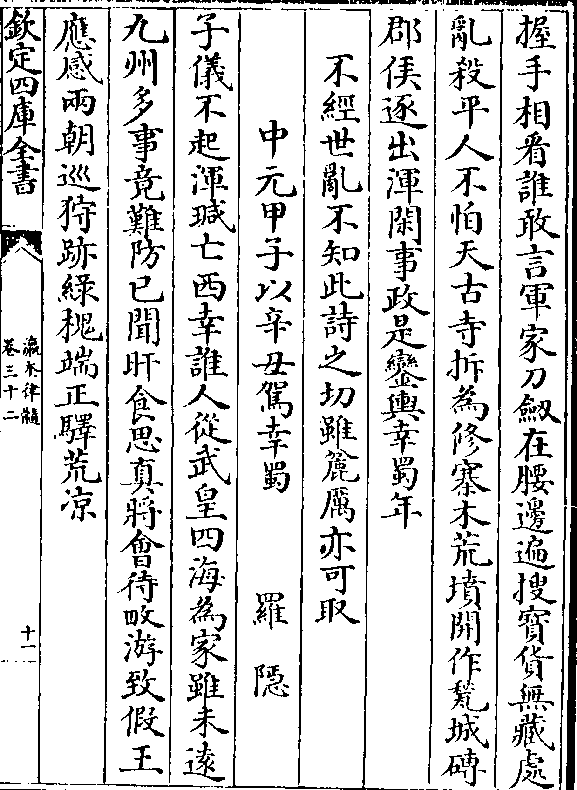 握手相看誰敢言軍家刀劒在腰邊遍搜寳貨無藏處
亂殺平人不怕天古寺拆為修寨木荒墳開作甃城磚
郡侯逐出渾閑事政是鑾輿幸蜀年
不經世亂不知此詩之切雖麄厲亦可取
中元甲子以辛丑駕幸蜀　羅隠
子儀不起渾瑊亡西幸誰人從武皇四海為家雖未逺
九州多事竟難防已聞旰食思真將會待畋游致假王
應感兩朝巡狩跡緑槐端正驛荒凉
欽定四庫全書
瀛奎律髓
卷三十二
十一